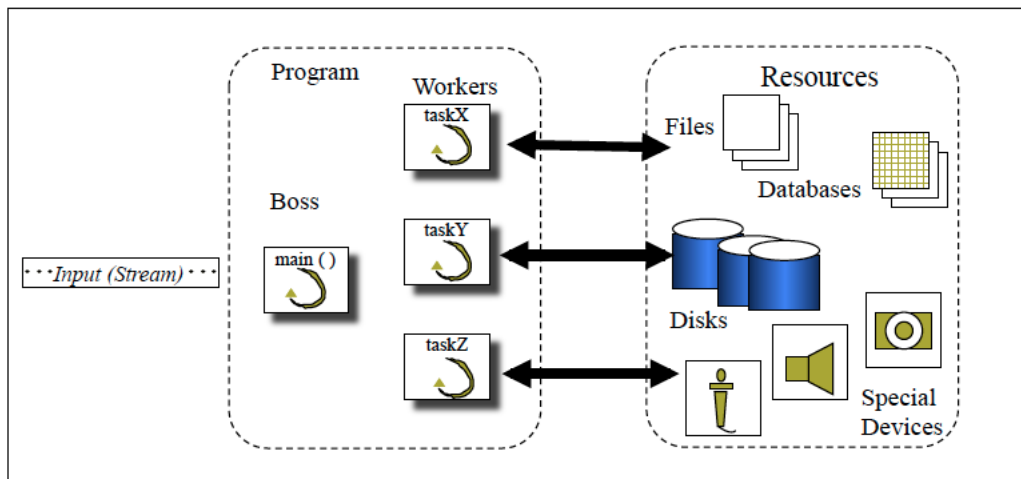 Program
Workers
taskX
Boss
main ( )
taskY
taskZ
···Input (Stream) ···
Resources
Files
Databases
Disks
Special
Devices